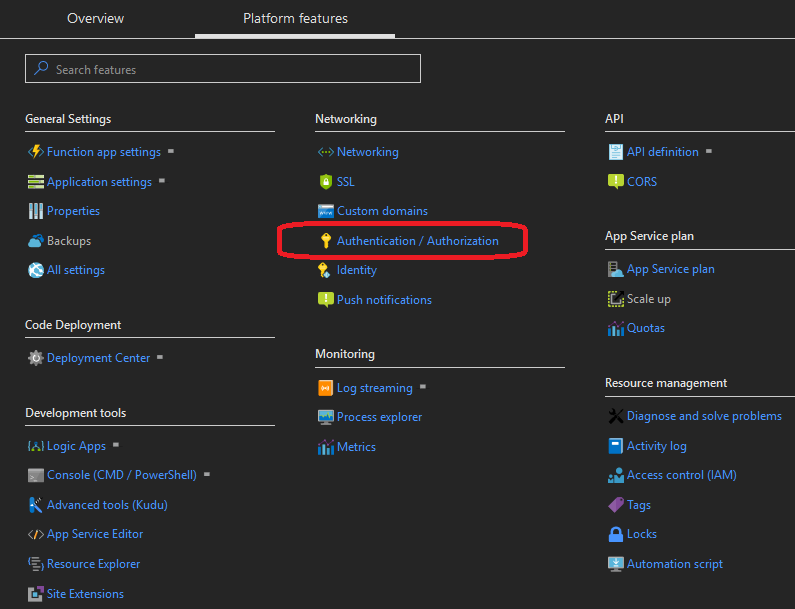 Overview
Platform features
Search features
General Settings
Function app settings
Application settings
Properties
Backups
All settings
Code Deployment
Deployment Center
Development tools
Logic Apps
Console (CMD / PowerShell)
Advanced tools (Kudu)
App Service Editor
Resource Explorer
Site Extensions
Networking
Networking
SSL
Custom domains
Authentication / Authorization
Identity
Push notifications
Monitoring
Log streaming
Process explorer
Metrics
API
API definition
CORS
App Service plan
App Service plan
Scale up
Quotas
Resource management
Diagnose and solve problems
Activity log
Access control (IAM)
Tags
Locks
Automation script